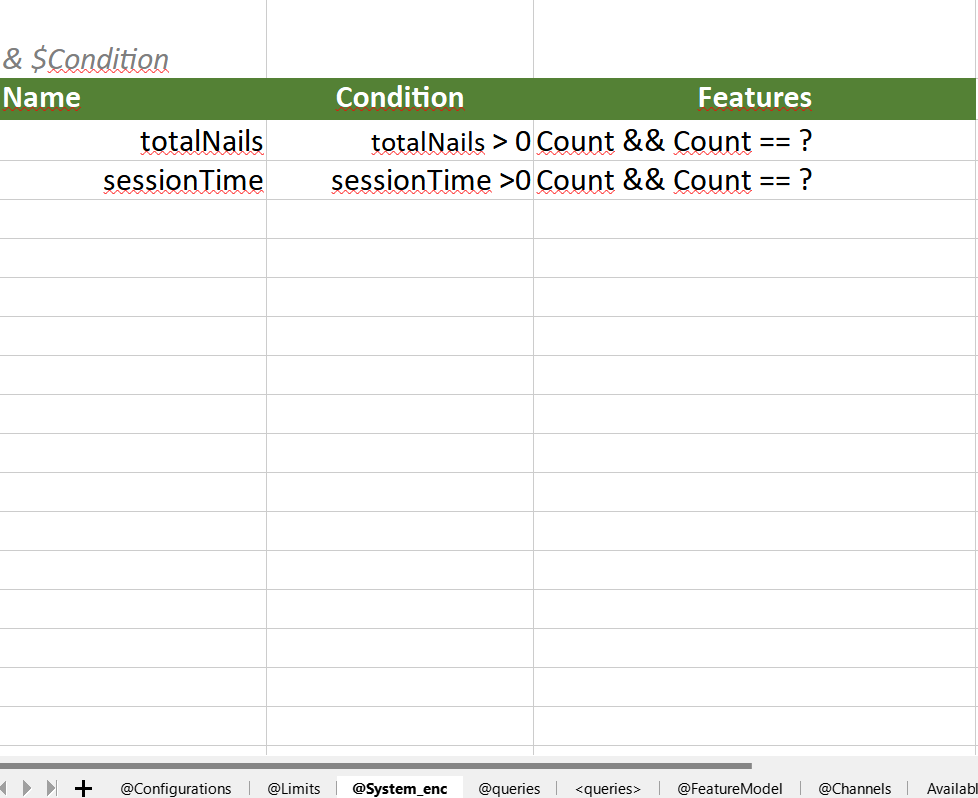 & $Condition
Name Condition Features
totalNails totalNails > 0 Count && Count == ?
sessionTime sessionTime >0 Count && Count == ?
@Configurations @Limits @System_enc @queries <queries> @FeatureModel @Channels Availabl